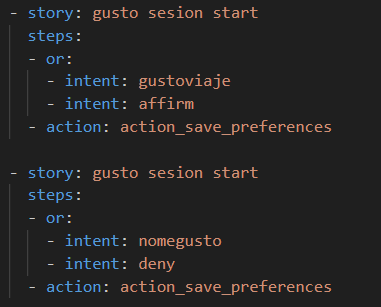 - story: gusto sesion start
  steps:
  - or:
    - intent: gustoviaje
    - intent: affirm
  - action: action_save_preferences

- story: gusto sesion start
  steps:
  - or:
    - intent: nomegusto
    - intent: deny
  - action: action_save_preferences